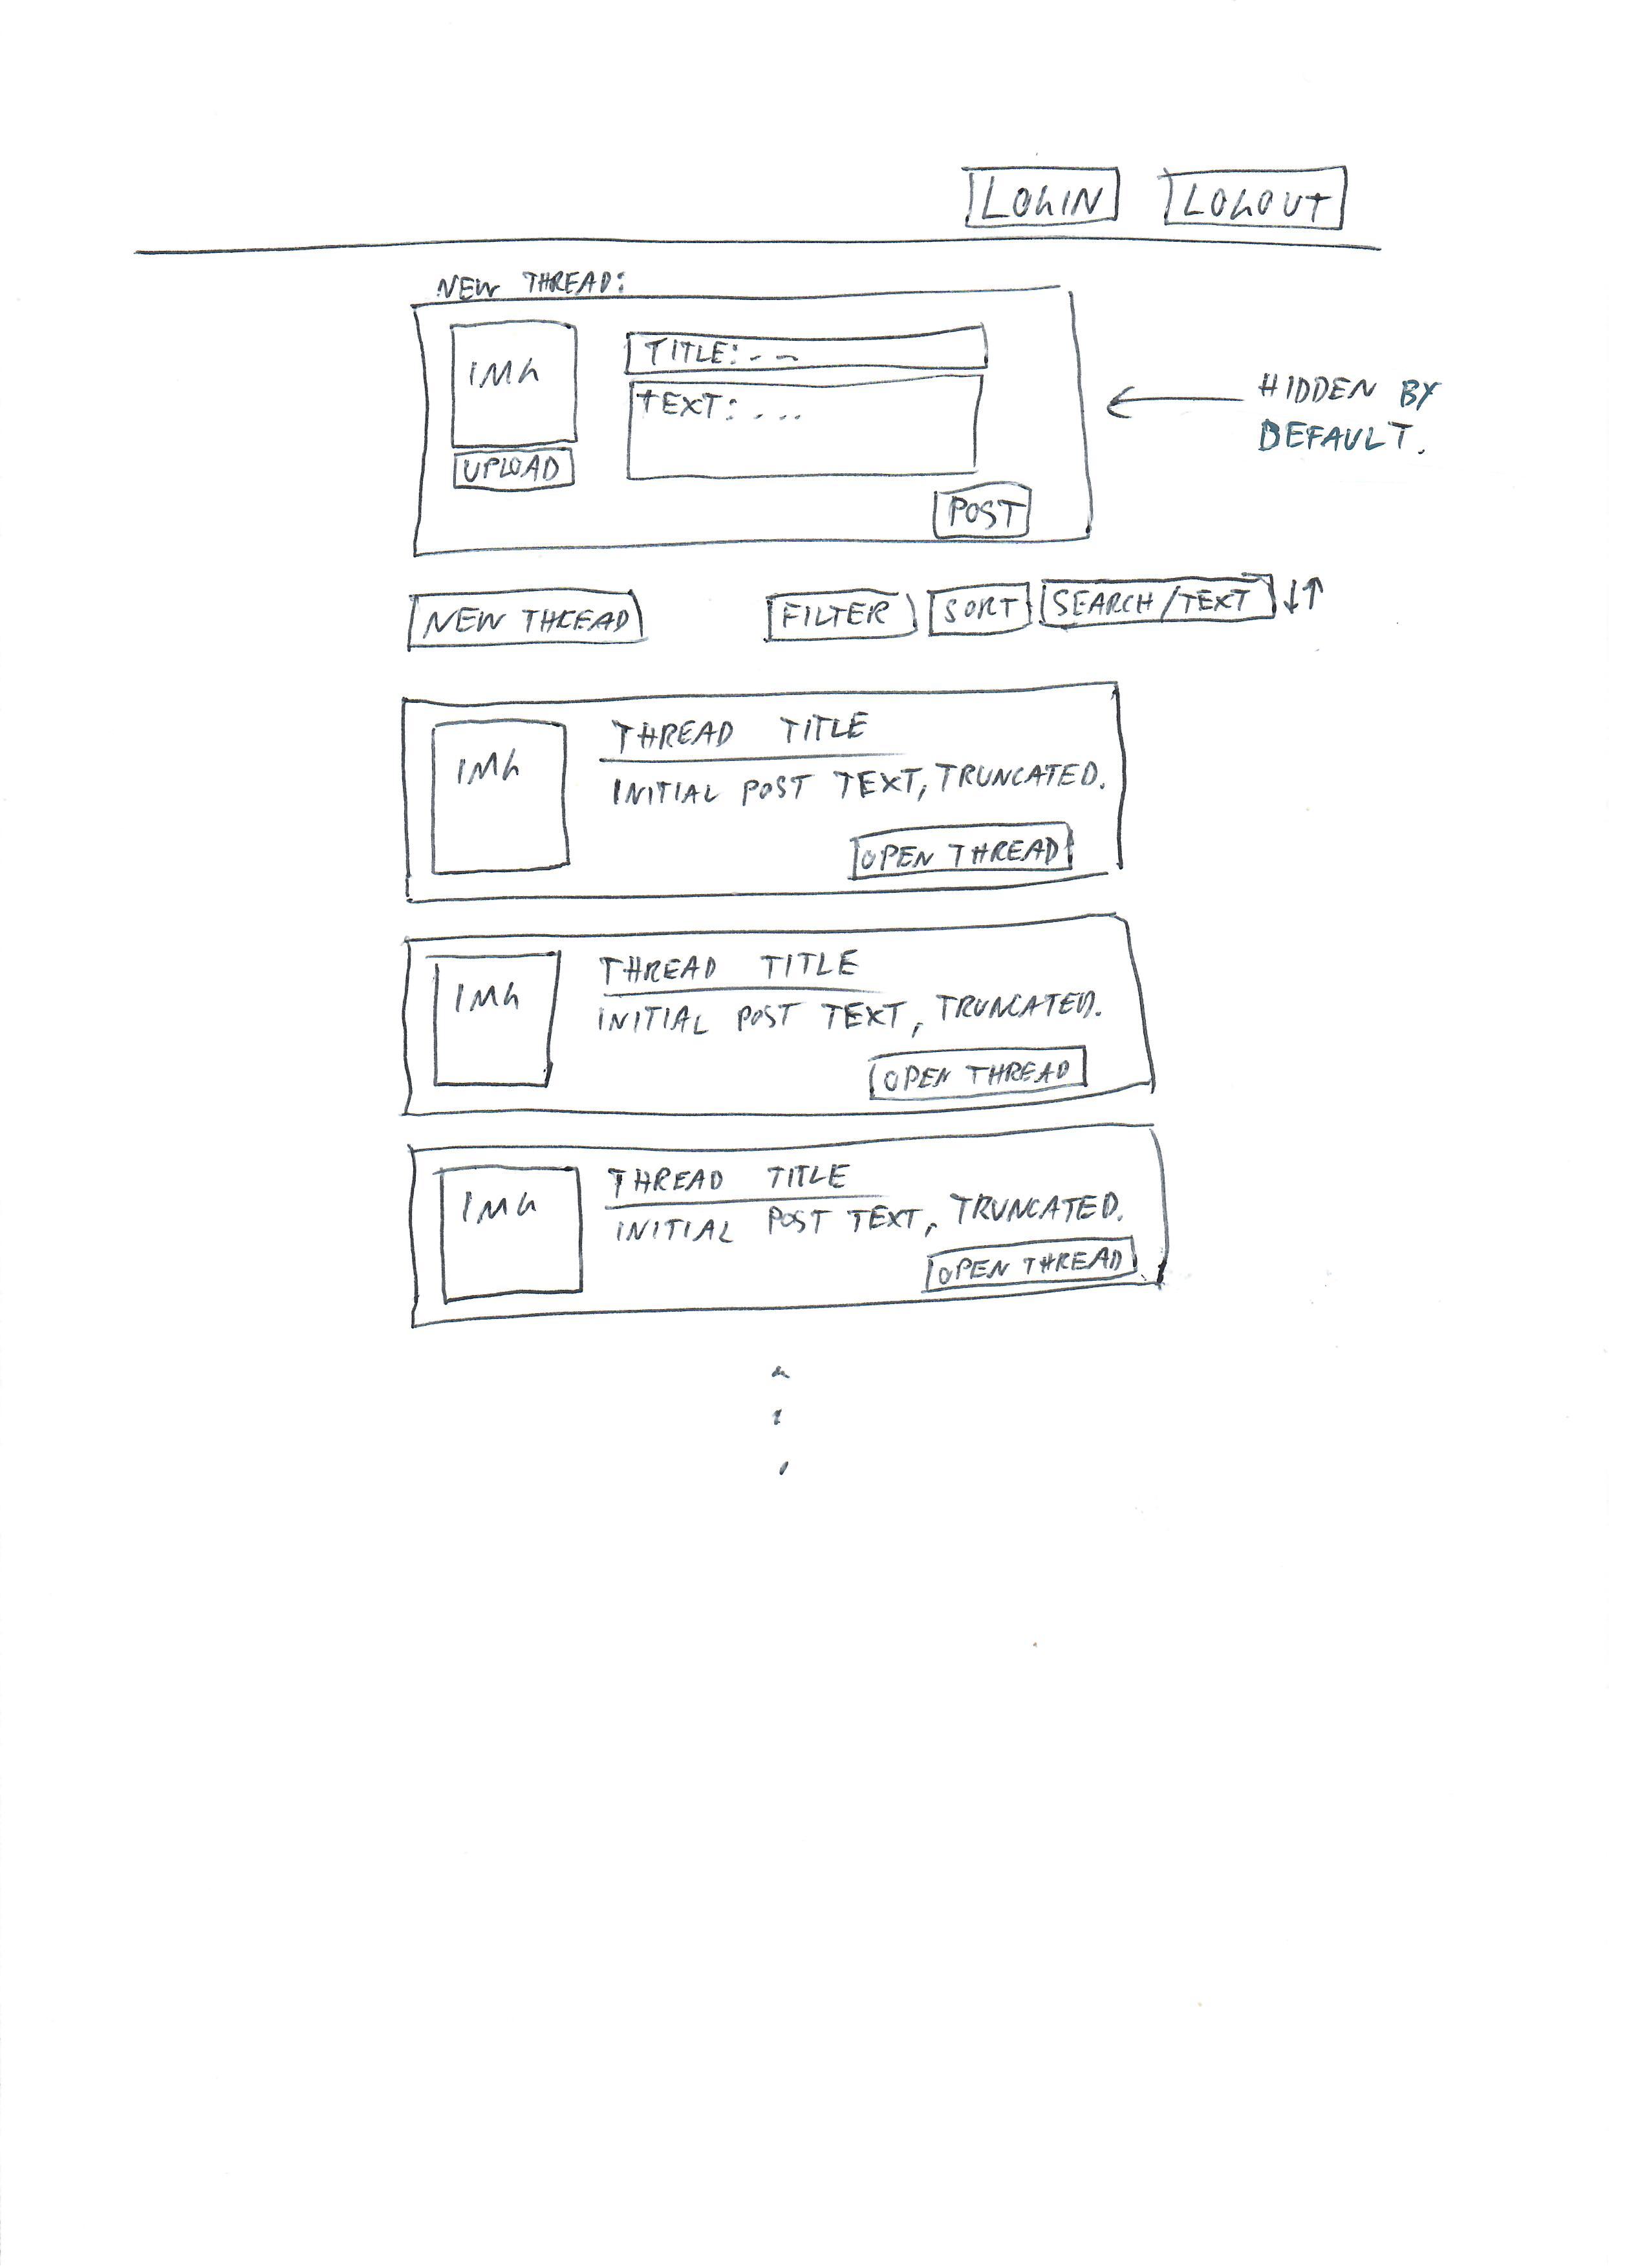 LOGIN LOGOUT
NEW THREAD:
IMG
TITLE: - -
TEXT: . . .
UPLOAD
POST
HIDDEN BY
DEFAULT.
NEW THREAD FILTER SORT SEARCH/TEXT ↓↑
IMG
THREAD TITLE
INITIAL POST TEXT, TRUNCATED.
OPEN THREAD
IMG
THREAD TITLE
INITIAL POST TEXT, TRUNCATED.
OPEN THREAD
IMG
THREAD TITLE
INITIAL POST TEXT, TRUNCATED.
OPEN THREAD